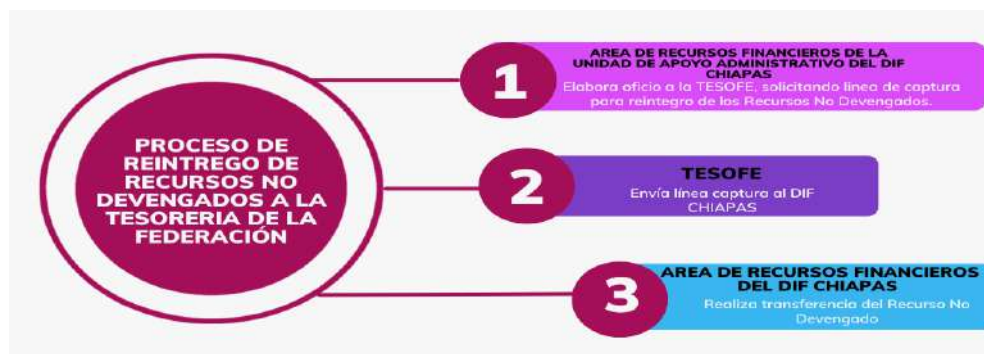 PROCESO DE
REINTREGO DE
RECURSOS NO
DEVENGADOS A LA
TESORERIA DE LA
FEDERACIÓN
1
AREA DE RECURSOS FINANCIEROS DE LA
UNIDAD DE APOYO ADMINISTRATIVO DEL DIF
CHIAPAS
Elabora oficio a la TESOFE, solicitando linea de captura
para reintegro de los Recursos No Devengados.
2
TESOFE
Envía línea captura al DIF
CHIAPAS
3
AREA DE RECURSOS FINANCIEROS
DEL DIF CHIAPAS
Realiza transferencia del Recurso No
Devengado